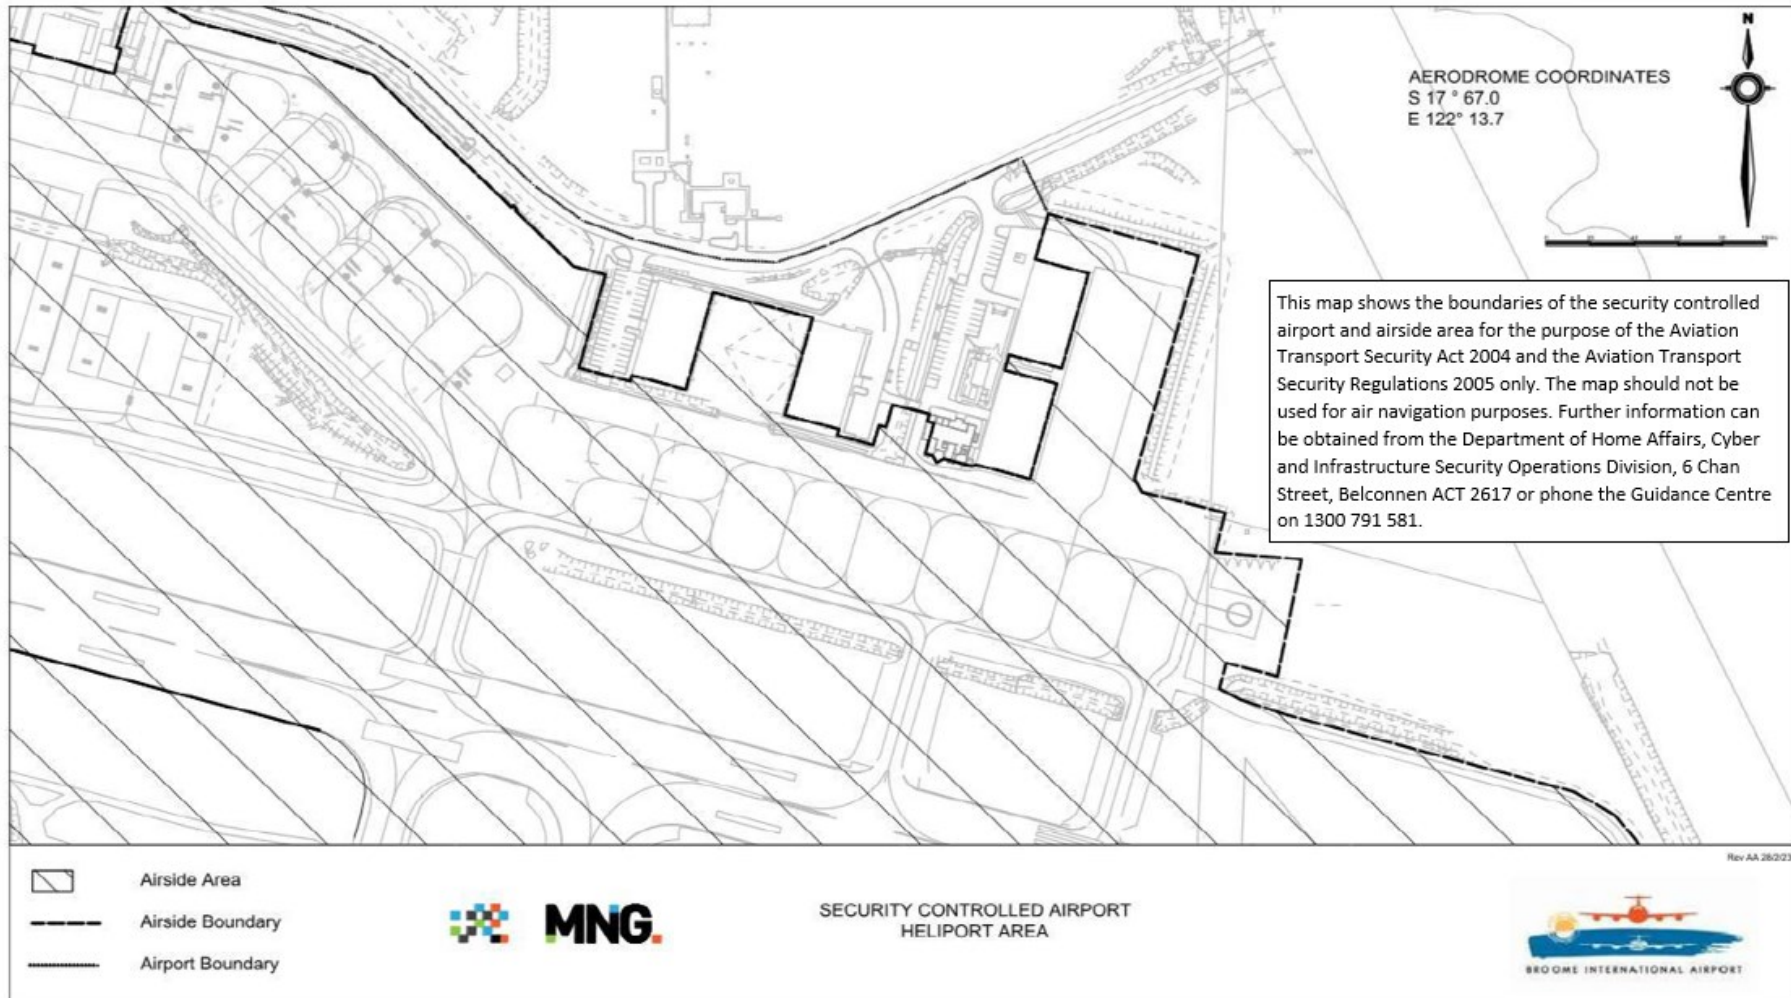 N
AERODROME COORDINATES
S 17 ° 67.0
E 122° 13.7
This map shows the boundaries of the security controlled
airport and airside area for the purpose of the Aviation
Transport Security Act 2004 and the Aviation Transport
Security Regulations 2005 only. The map should not be
used for air navigation purposes. Further information can
be obtained from the Department of Home Affairs, Cyber
and Infrastructure Security Operations Division, 6 Chan
Street, Belconnen ACT 2617 or phone the Guidance Centre
on 1300 791 581.
Rev AA 28/2/23
Airside Area
Airside Boundary
Airport Boundary
MNG.
SECURITY CONTROLLED AIRPORT
HELIPORT AREA
BROOME INTERNATIONAL AIRPORT